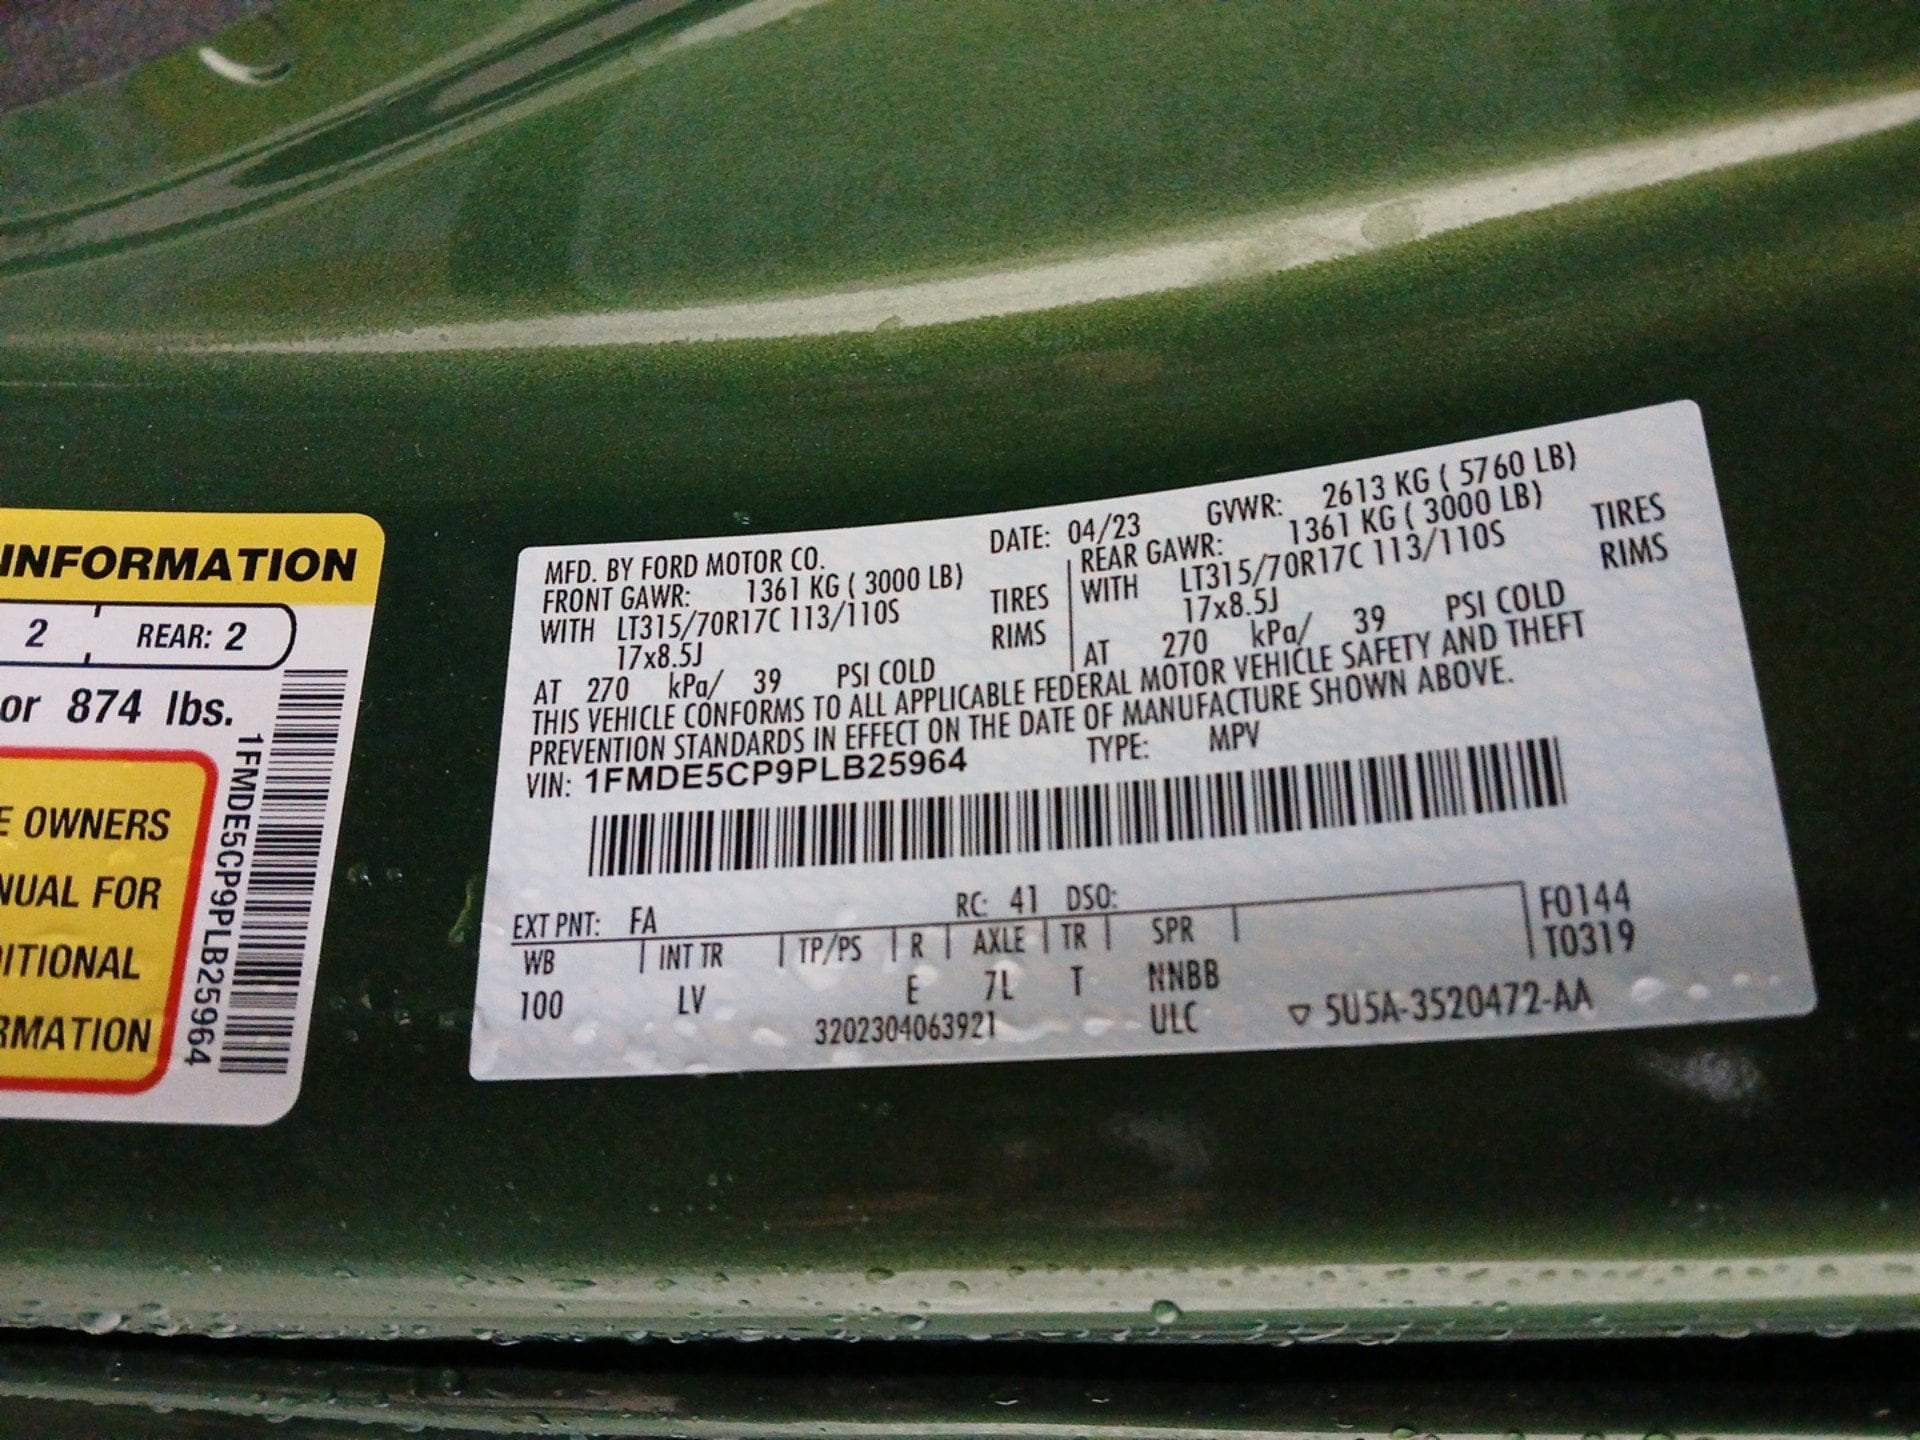 INFORMATION
2 REAR: 2
or 874 lbs.
E OWNERS
NUAL FOR
ITIONAL
RMATION
1FMDE5CP9PLB25964
MFD. BY FORD MOTOR CO. DATE: 04/23 GVWR: 2613 KG ( 5760 LB)
FRONT GAWR: 1361 KG ( 3000 LB) REAR GAWR: 1361 KG ( 3000 LB)
WITH LT315/70R17C 113/110S TIRES WITH LT315/70R17C 113/110S TIRES
17x8.5J RIMS 17x8.5J RIMS
AT 270 kPa/ 39 PSI COLD AT 270 kPa/ 39 PSI COLD
THIS VEHICLE CONFORMS TO ALL APPLICABLE FEDERAL MOTOR VEHICLE SAFETY AND THEFT
PREVENTION STANDARDS IN EFFECT ON THE DATE OF MANUFACTURE SHOWN ABOVE.
VIN: 1FMDE5CP9PLB25964 TYPE: MPV
EXT PNT: FA RC: 41 DSO: F0144
WB INT TR TP/PS R AXLE TR SPR T0319
100 LV E 7L T NNBB
3202304063921 ULC ▽ 5U5A-3520472-AA